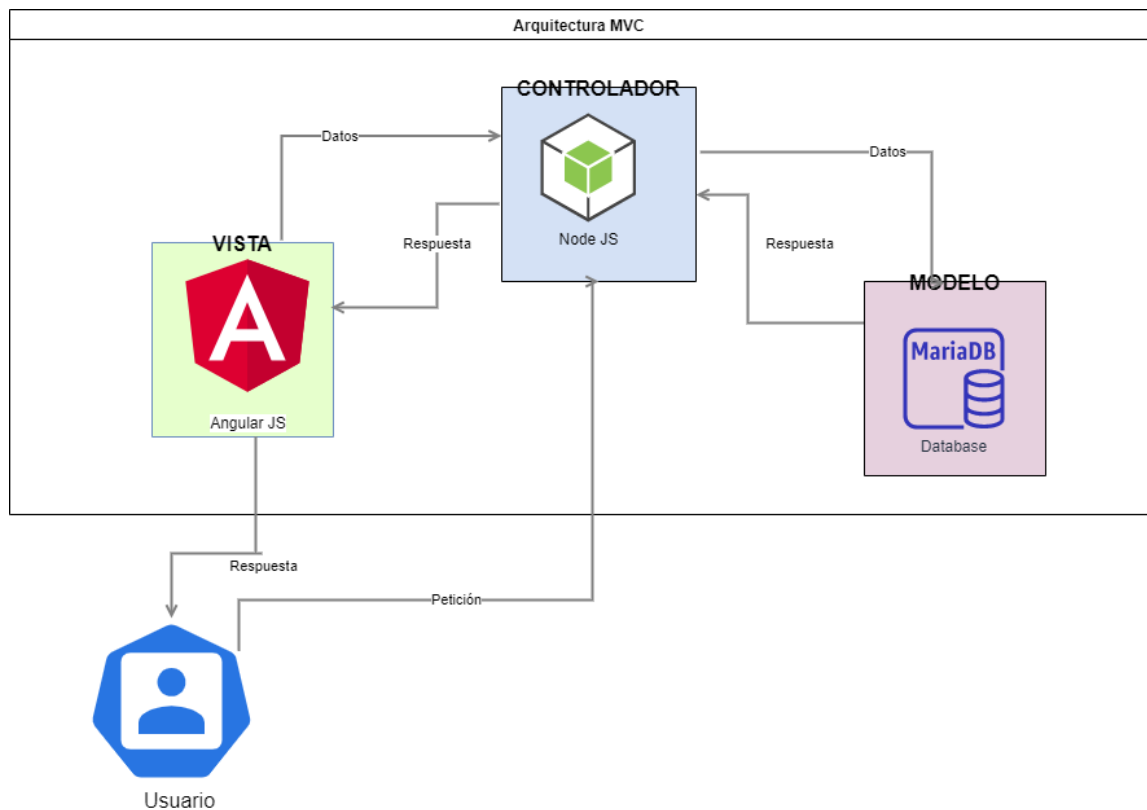 Arquitectura MVC
CONTROLADOR
Datos
Datos
Node JS
VISTA
Respuesta
Respuesta
MODELO
MariaDB
Angular JS
Database
Respuesta
Petición
Usuario